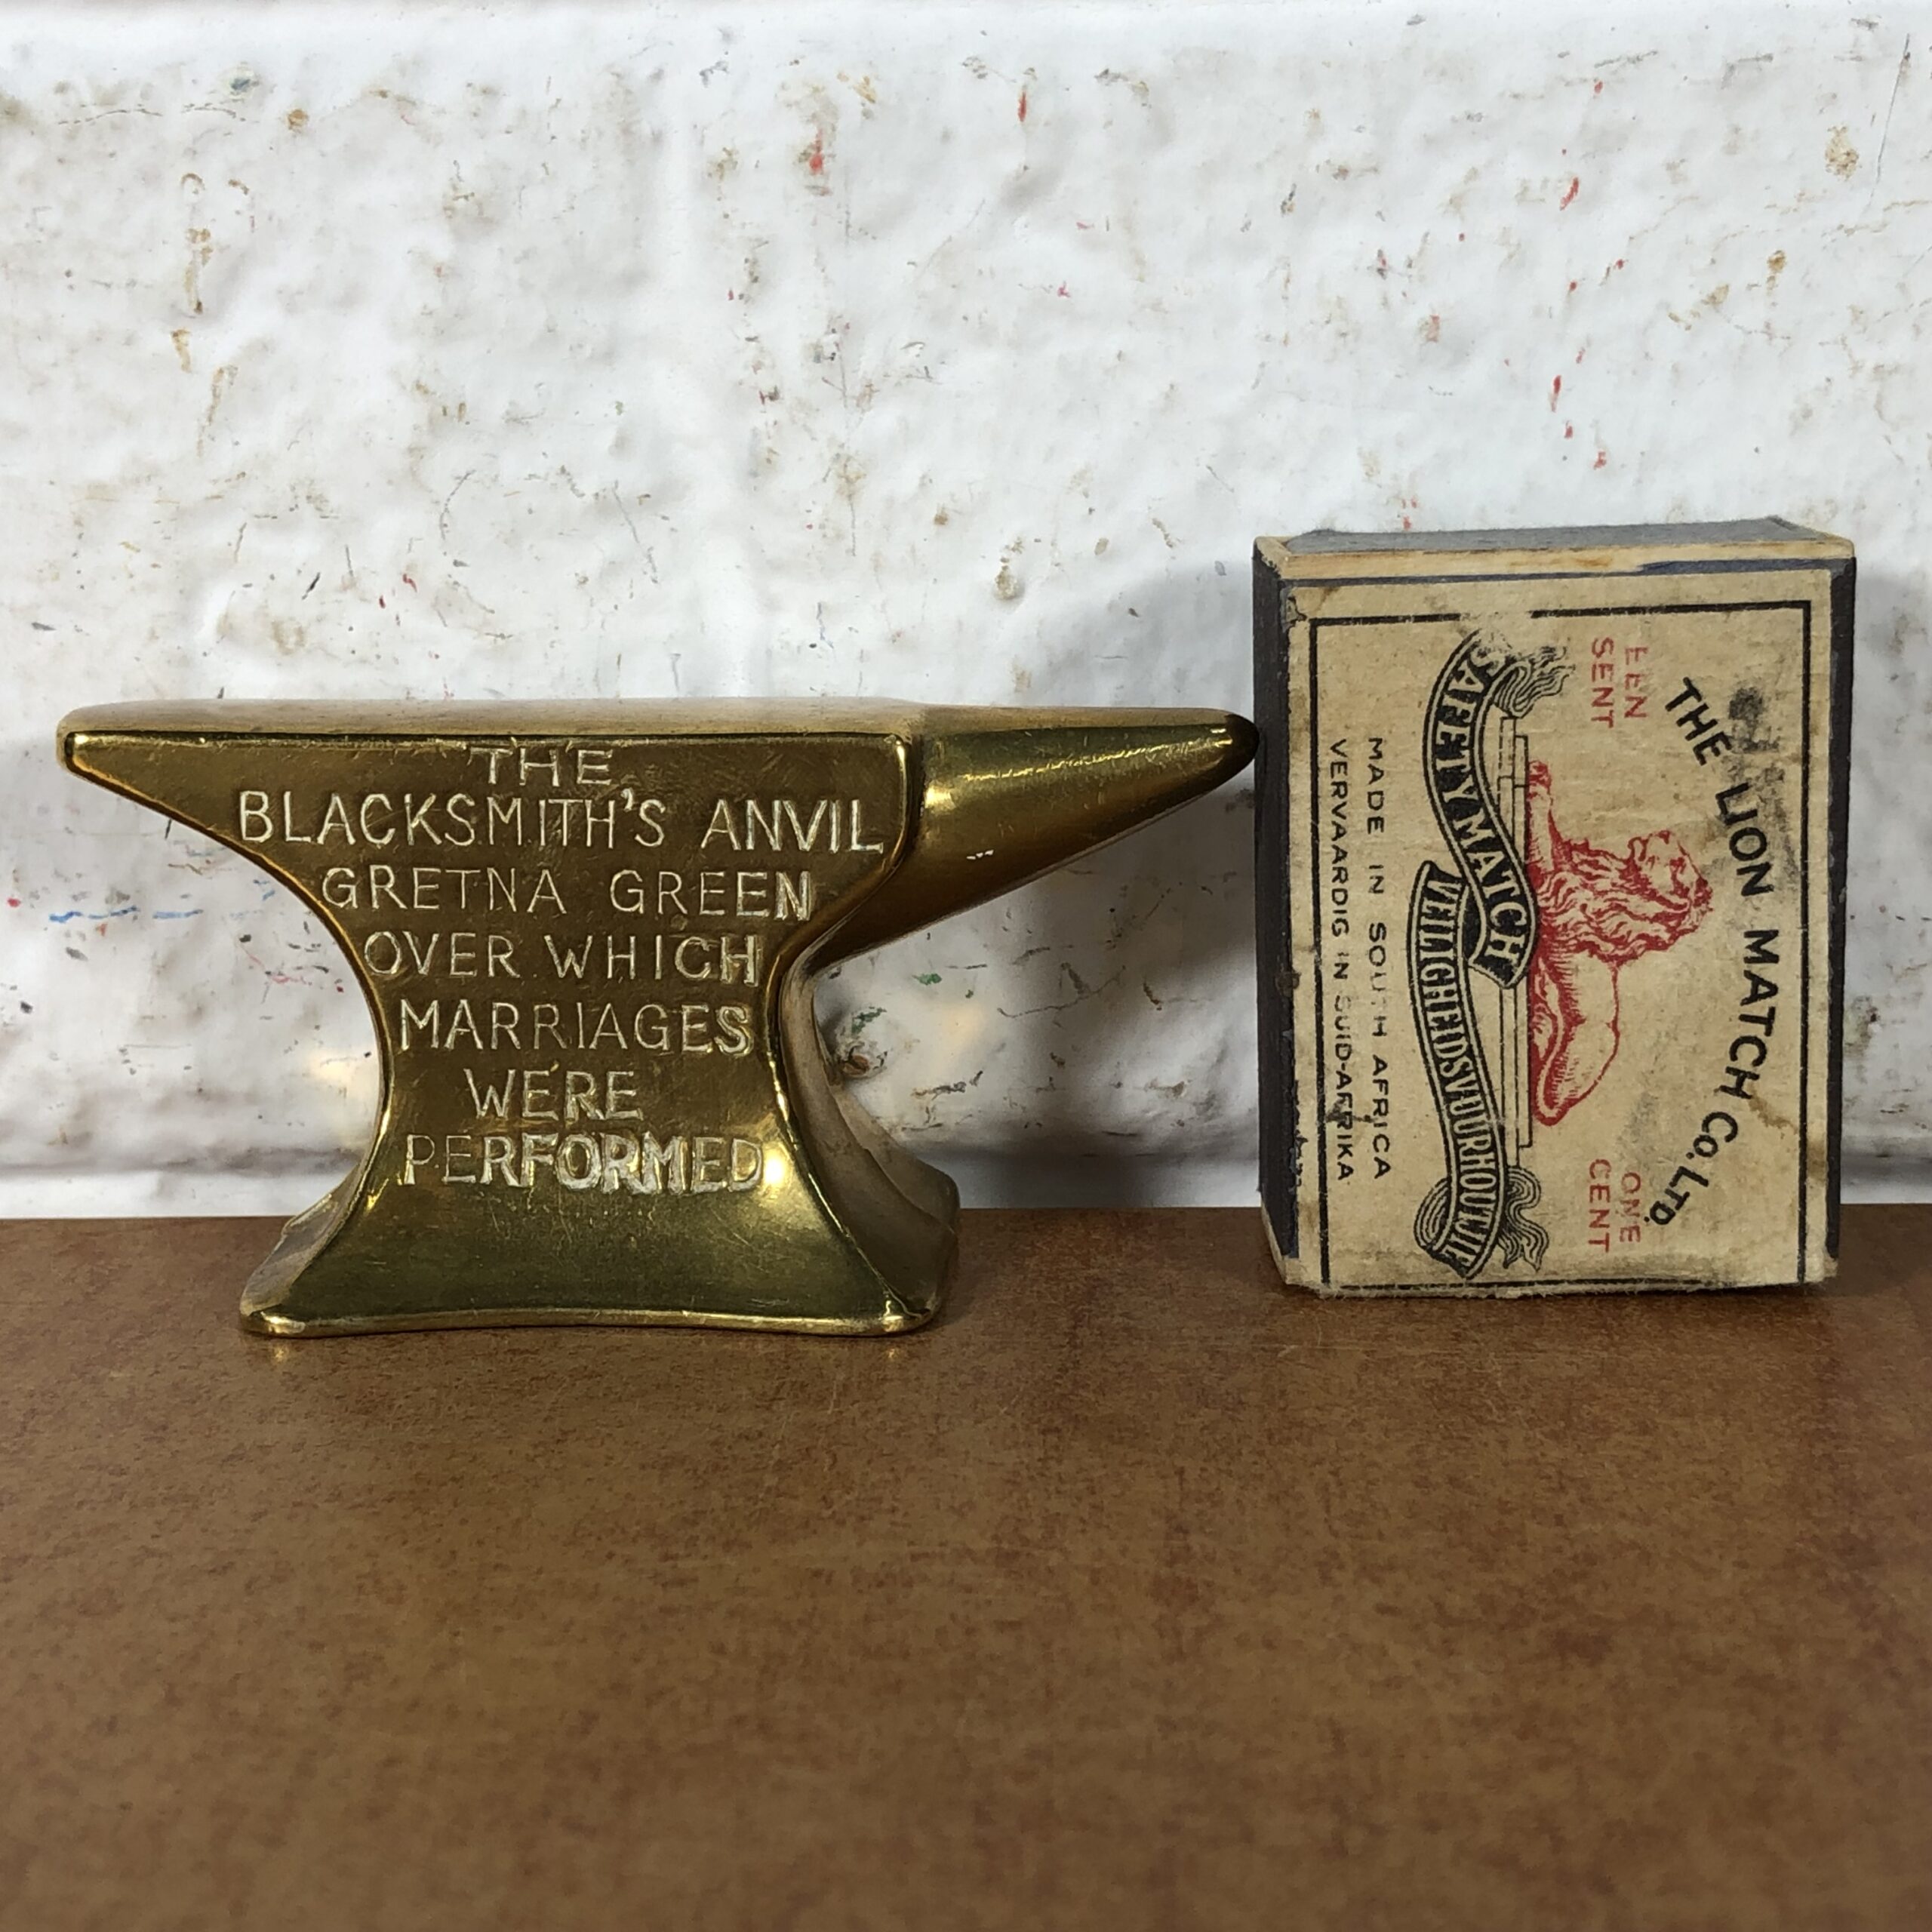 THE
BLACKSMITH'S ANVIL
GRETNA GREEN
OVER WHICH
MARRIAGES
WERE
PERFORMED
THE LION MATCH CO. LTD.
EEN
SENT
ONE
CENT
SAFETY MATCH
VEILIGHEIDSVUURHOUTJIE
MADE IN SOUTH AFRICA
VERVAARDIG IN SUID-AFRIKA